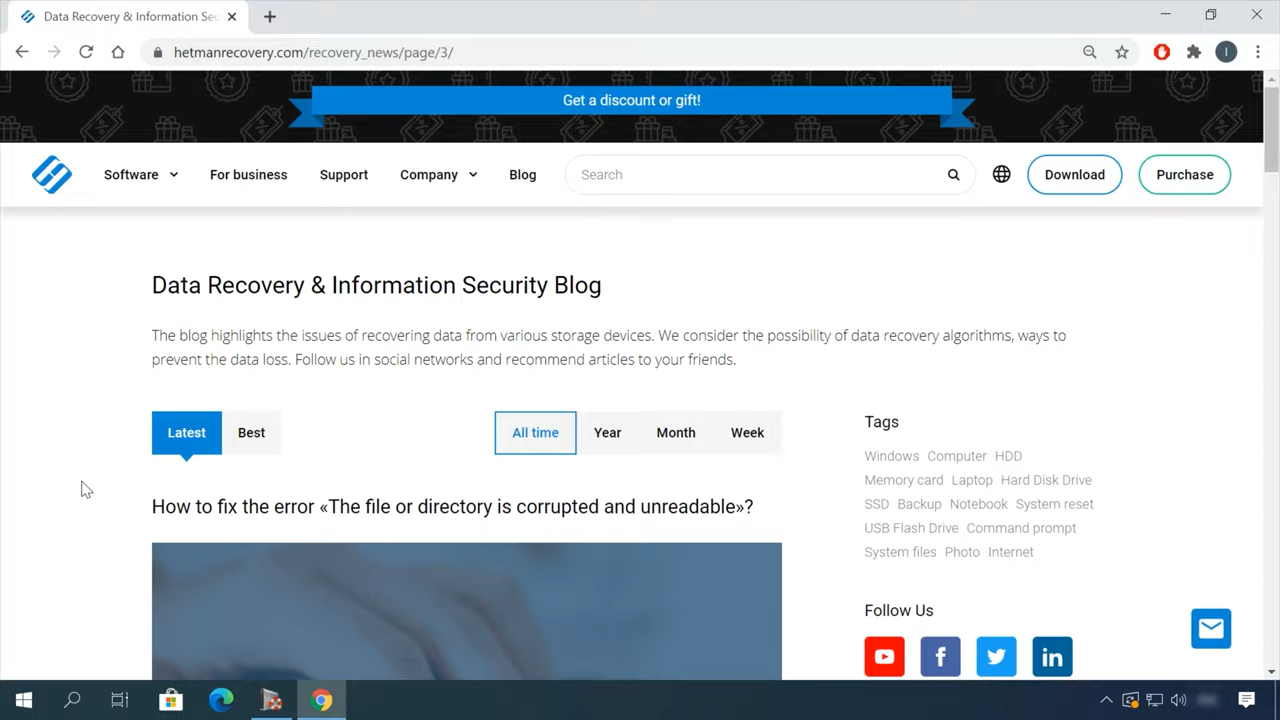 Data Recovery & Information Sec
hetmanrecovery.com/recovery_news/page/3/
I
Get a discount or gift!
Software
For business
Support
Company
Blog
Search
Download
Purchase
Data Recovery & Information Security Blog
The blog highlights the issues of recovering data from various storage devices. We consider the possibility of data recovery algorithms, ways to
prevent the data loss. Follow us in social networks and recommend articles to your friends.
Latest
Best
All time
Year
Month
Week
Tags
Windows Computer HDD
Memory card Laptop Hard Disk Drive
SSD Backup Notebook System reset
USB Flash Drive Command prompt
System files Photo Internet
How to fix the error «The file or directory is corrupted and unreadable»?
Follow Us